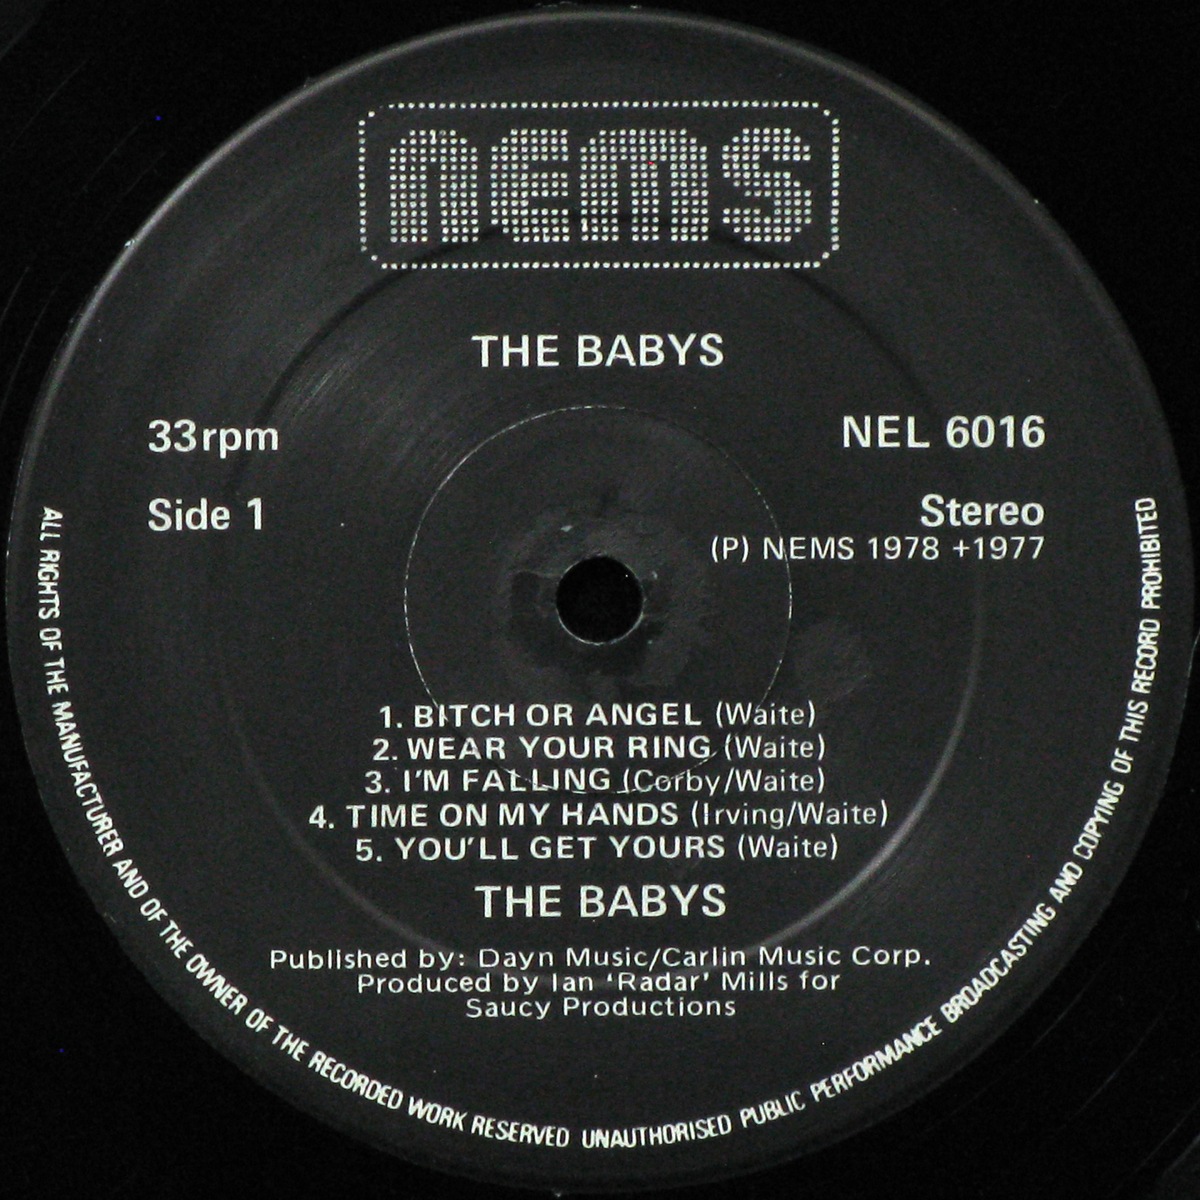 nems
THE BABYS
33rpm
NEL 6016
Side 1
Stereo
(P) NEMS 1978 +1977
1. BITCH OR ANGEL (Waite)
2. WEAR YOUR RING (Waite)
3. I'M FALLING (Corby/Waite)
4. TIME ON MY HANDS (Irving/Waite)
5. YOU'LL GET YOURS (Waite)
THE BABYS
Published by: Dayn Music/Carlin Music Corp.
Produced by Ian 'Radar' Mills for
Saucy Productions
ALL RIGHTS OF THE MANUFACTURER AND OF THE OWNER OF THE RECORDED WORK RESERVED UNAUTHORISED PUBLIC PERFORMANCE BROADCASTING AND COPYING OF THIS RECORD PROHIBITED